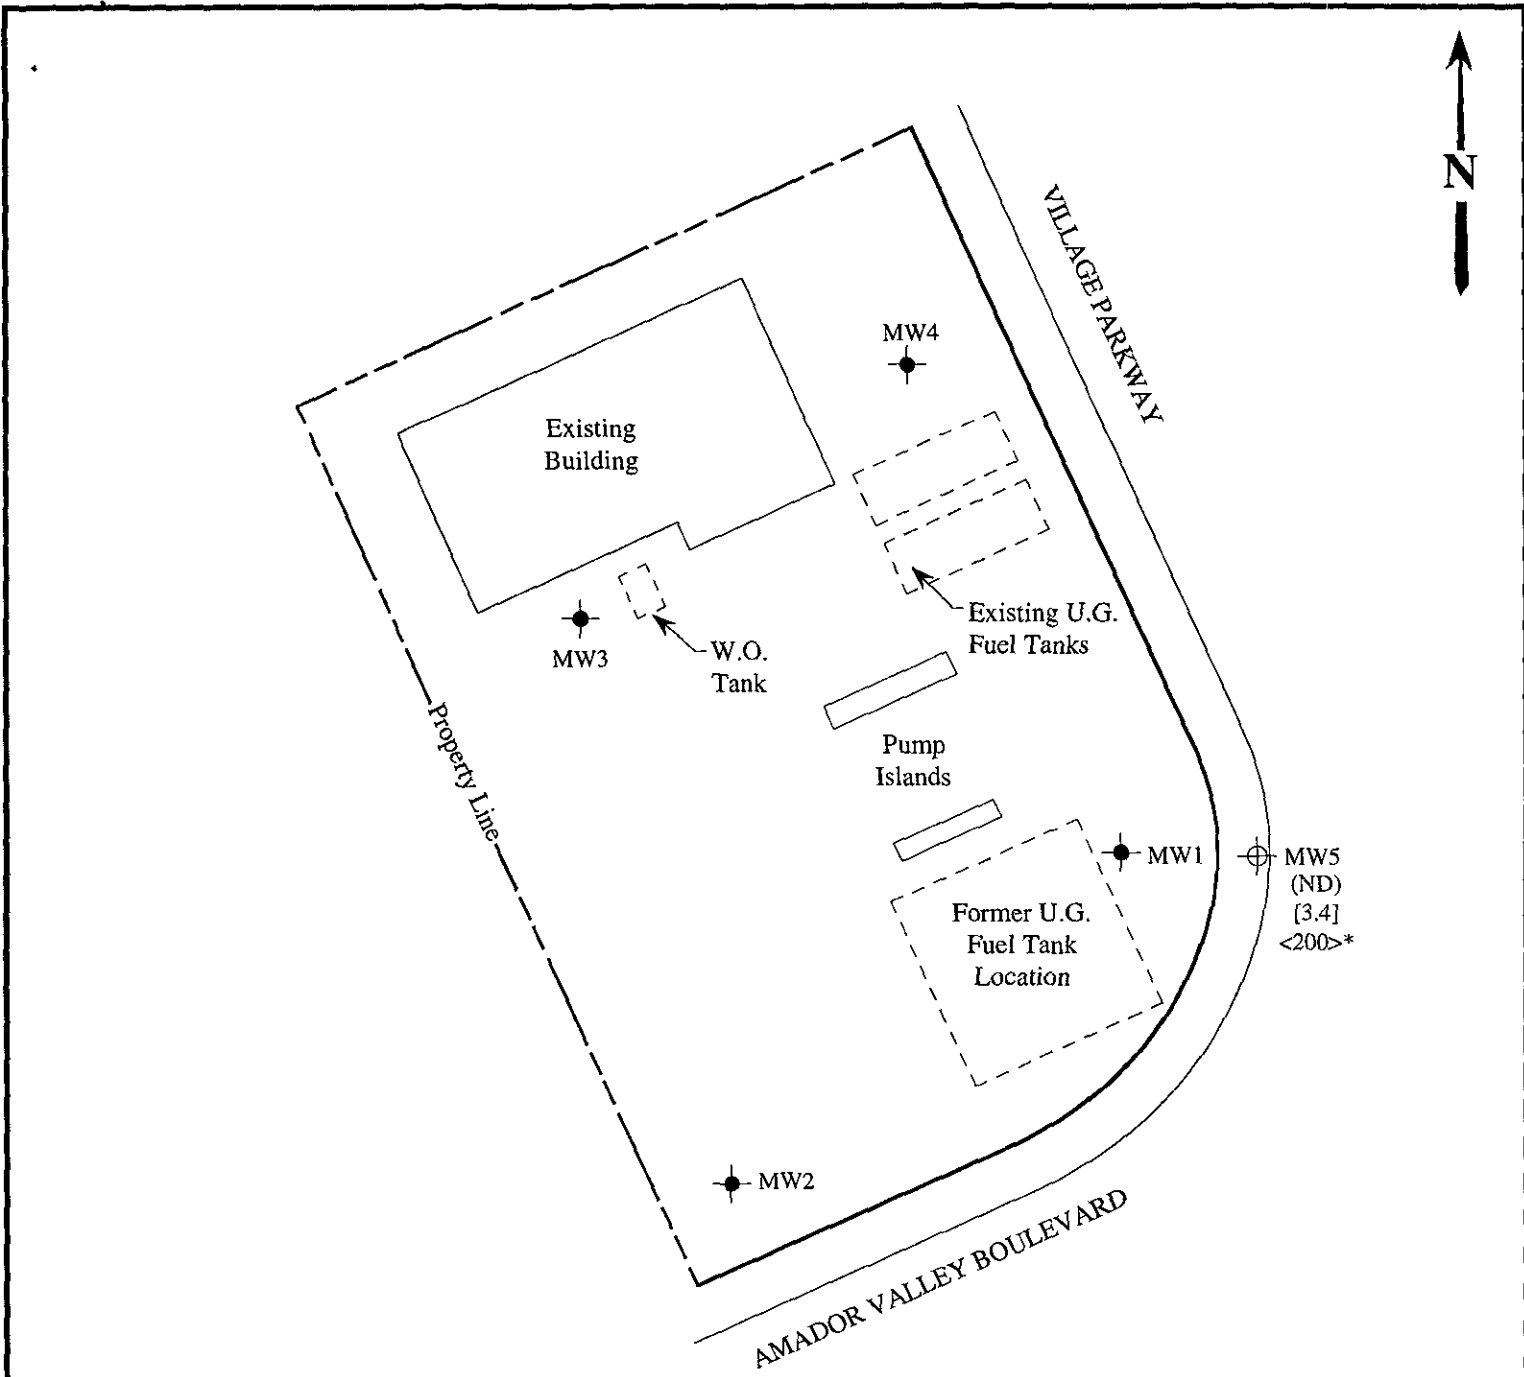 N
VILLAGE PARKWAY
MW4
Existing
Building
Existing U.G.
Fuel Tanks
MW3
W.O.
Tank
Property Line
Pump
Islands
MW1
MW5
(ND)
[3.4]
<200>*
Former U.G.
Fuel Tank
Location
MW2
AMADOR VALLEY BOULEVARD